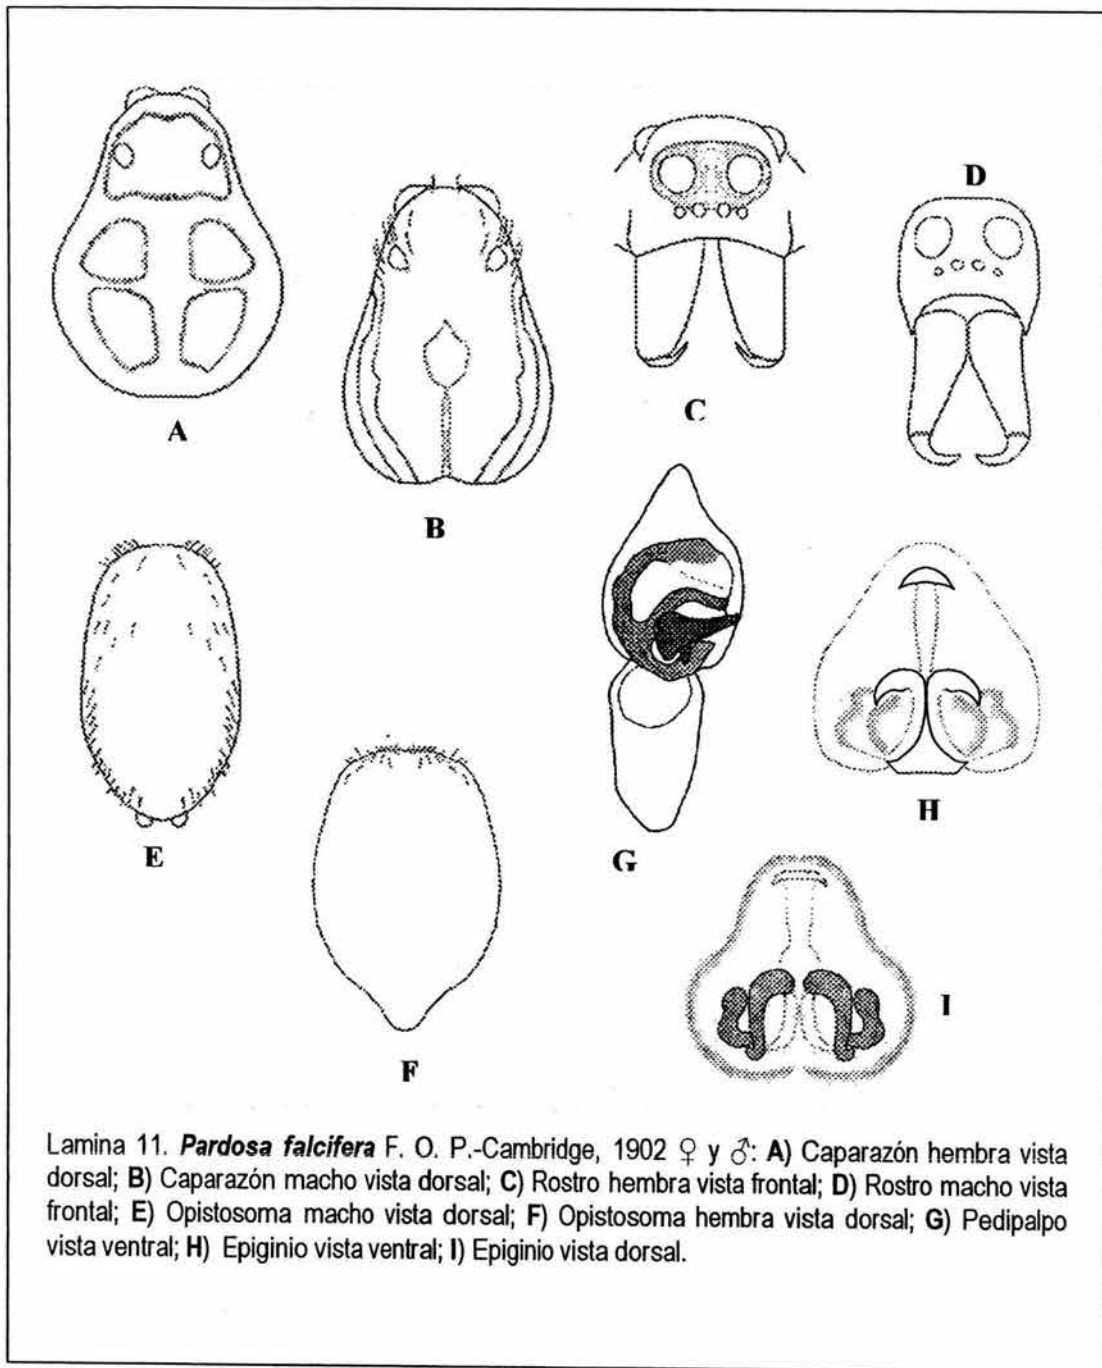 A
B
C
D
E
F
G
H
I
Lamina 11. Pardosa falcifera F. O. P.-Cambridge, 1902 ♀ y ♂: A) Caparazón hembra vista
dorsal; B) Caparazón macho vista dorsal; C) Rostro hembra vista frontal; D) Rostro macho vista
frontal; E) Opistosoma macho vista dorsal; F) Opistosoma hembra vista dorsal; G) Pedipalpo
vista ventral; H) Epiginio vista ventral; I) Epiginio vista dorsal.